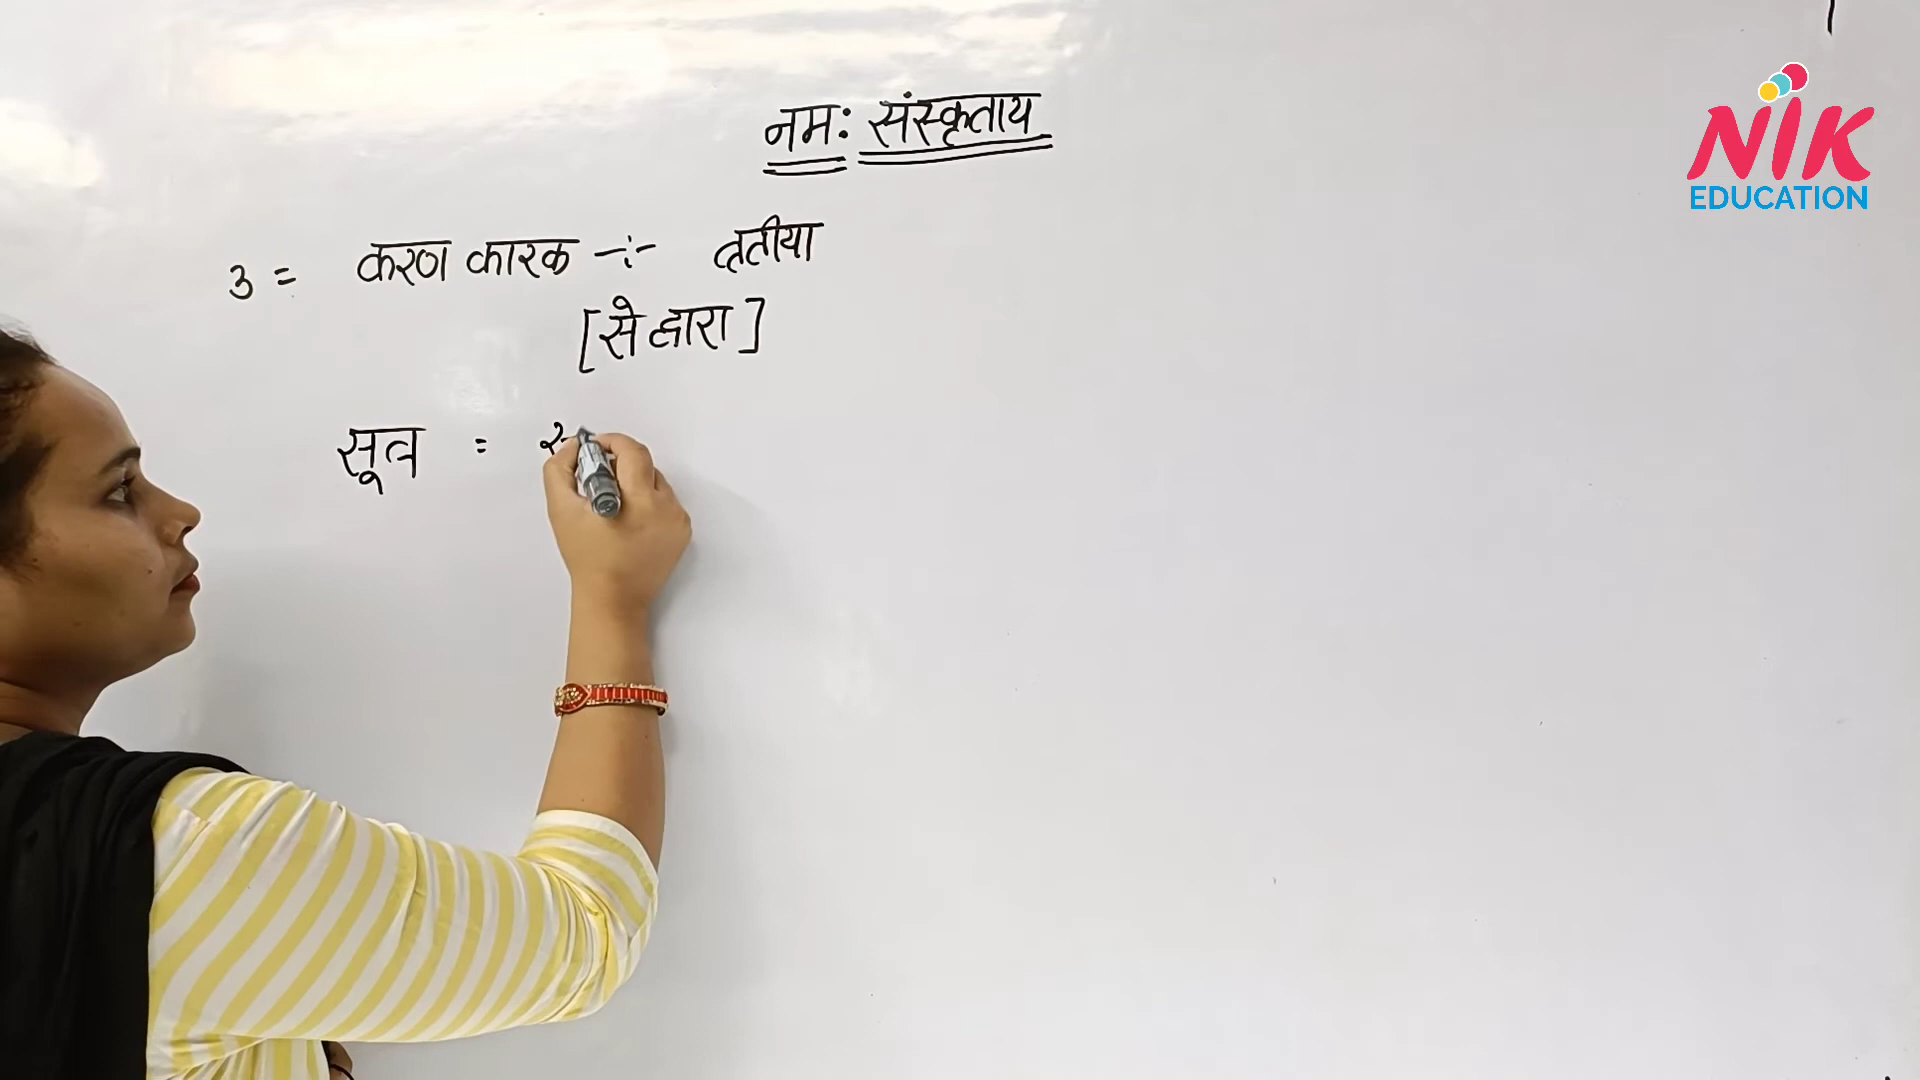 नमः संस्कृताय
NIK
EDUCATION
3 = करण कारक -:- तृतीया
[से द्वारा]
सूत्र =